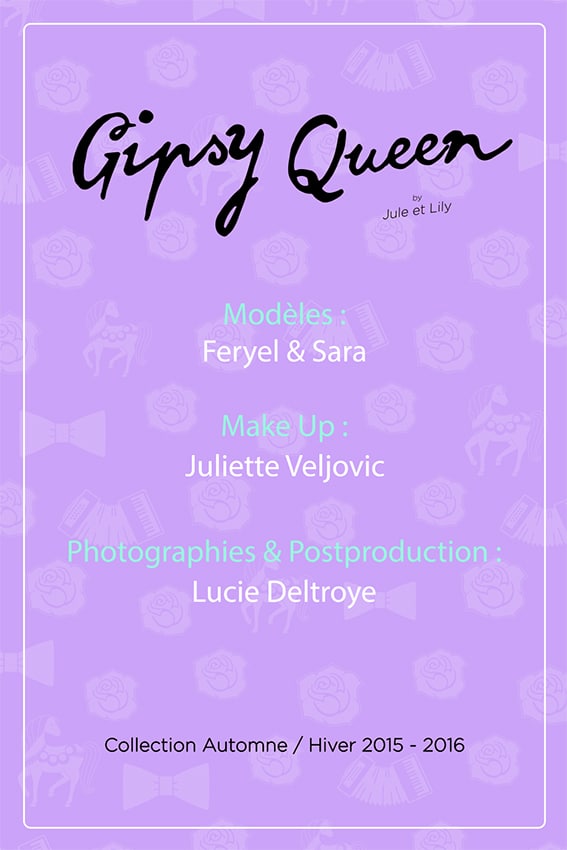 Gipsy Queen
by
Jule et Lily
Modèles :
Feryel & Sara
Make Up :
Juliette Veljovic
Photographies & Postproduction :
Lucie Deltroye
Collection Automne / Hiver 2015 - 2016